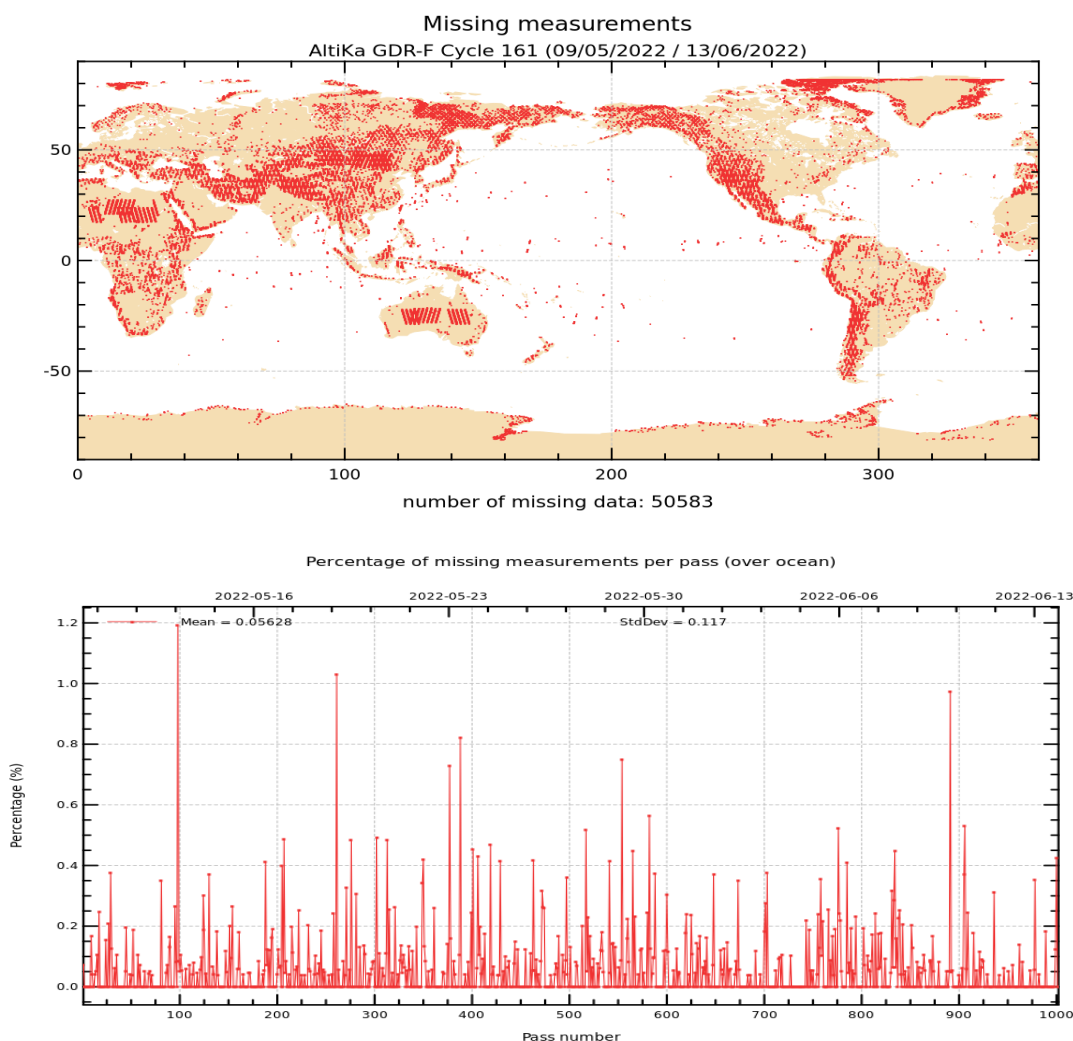 Missing measurements
AltiKa GDR-F Cycle 161 (09/05/2022 / 13/06/2022)
50
0
-50
0 100 200 300
number of missing data: 50583
Percentage of missing measurements per pass (over ocean)
2022-05-16 2022-05-23 2022-05-30 2022-06-06 2022-06-13
Mean = 0.05628 StdDev = 0.117
1.2
1.0
0.8
0.6
0.4
0.2
0.0
Percentage (%)
100 200 300 400 500 600 700 800 900 1000
Pass number